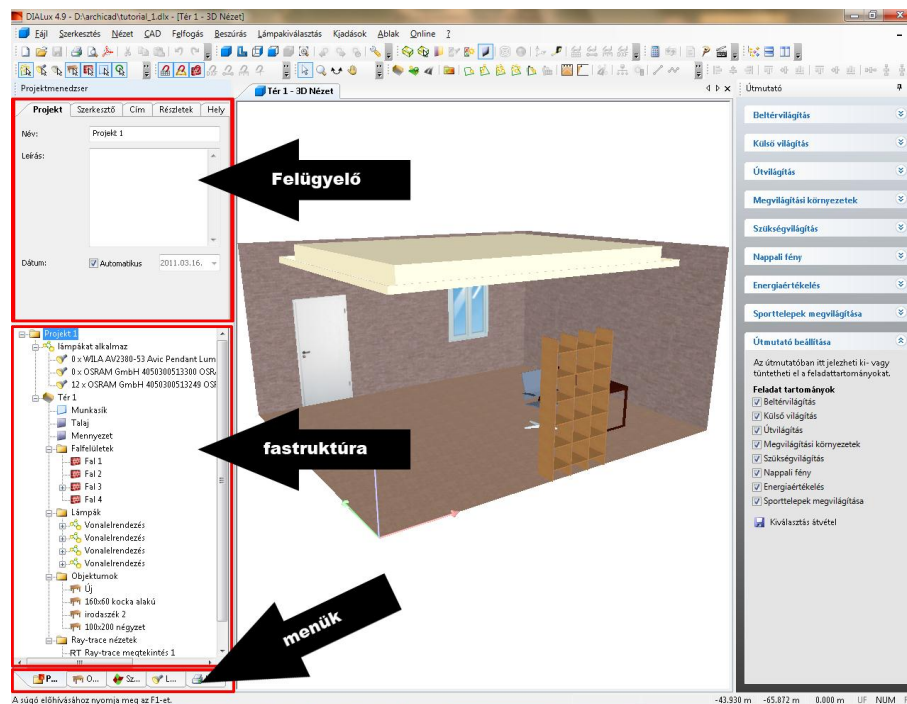 DIALux 4.9 - D:\archicad\tutorial_1.dlx - [Tér 1 - 3D Nézet]
Fájl Szerkesztés Nézet CAD Felfogás Beszúrás Lámpakiválasztás Kiadások Ablak Online ?
Projektmenedzser
Tér 1 - 3D Nézet
Útmutató
Projekt Szerkesztő Cím Részletek Hely
Név: Projekt 1
Leírás:
Felügyelő
Dátum: Automatikus 2011.03.16.
Projekt 1
lámpákat alkalmaz
0 x WILA AV2380-53 Avic Pendant Lum
0 x OSRAM GmbH 4050300513300 OSR
12 x OSRAM GmbH 4050300513249 OSR
Tér 1
Munkasík
Talaj
Mennyezet
Falfelületek
Fal 1
Fal 2
Fal 3
Fal 4
Lámpák
Vonalelrendezés
Vonalelrendezés
Vonalelrendezés
Vonalelrendezés
Objektumok
Új
160x60 kocka alakú
irodaszék 2
100x200 négyzet
Ray-trace nézetek
RT Ray-trace megtekintés 1
fastruktúra
menük
P... O... Sz... L...
Beltérvilágítás
Külső világítás
Útvilágítás
Megvilágítási környezetek
Szükségvilágítás
Nappali fény
Energiaértékelés
Sporttelepek megvilágítása
Útmutató beállítása
Az útmutatóban itt jelezheti ki- vagy
tüntetheti el a feladattartományokat.
Feladat tartományok
Beltérvilágítás
Külső világítás
Útvilágítás
Megvilágítási környezetek
Szükségvilágítás
Nappali fény
Energiaértékelés
Sporttelepek megvilágítása
Kiválasztás átvétel
A súgó előhívásához nyomja meg az F1-et.
-43.930 m -65.872 m 0.000 m UF NUM